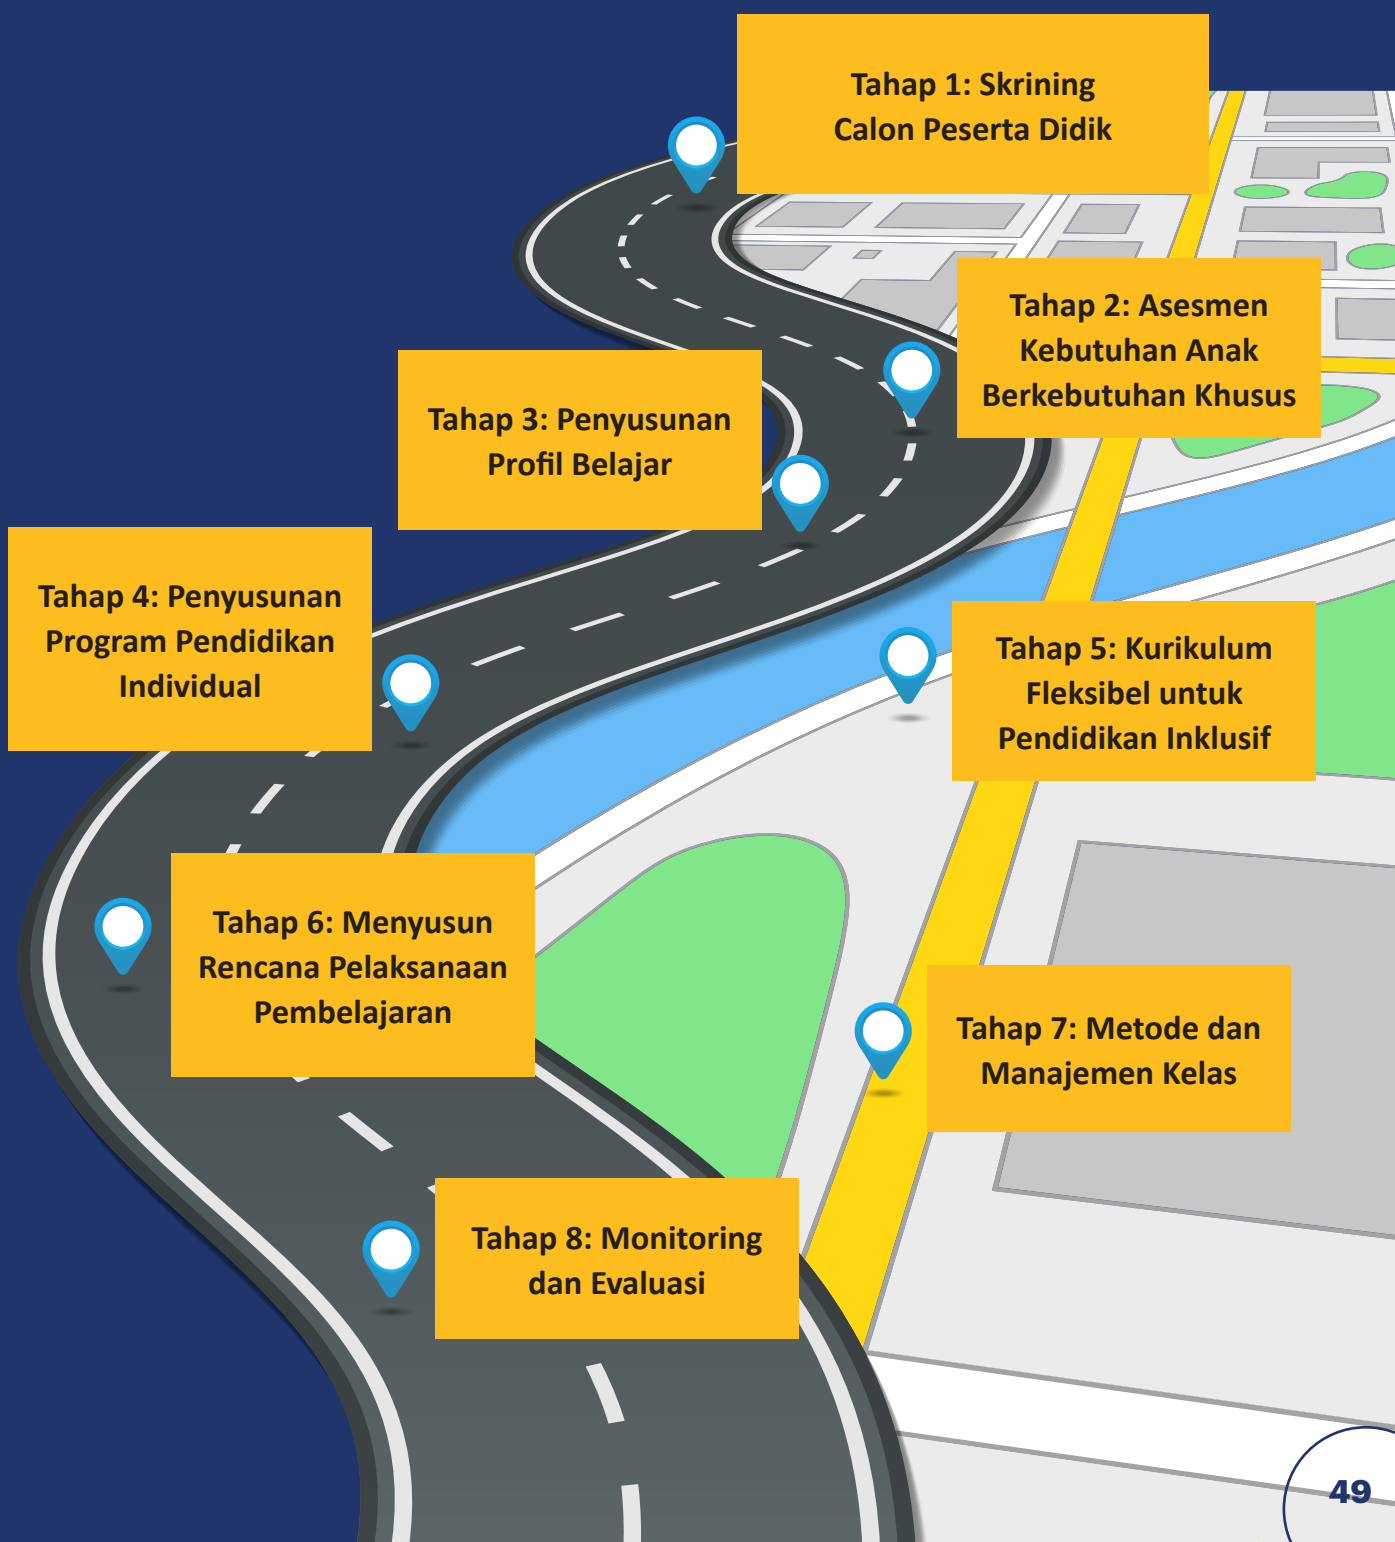 Tahap 1: Skrining
Calon Peserta Didik
Tahap 2: Asesmen
Kebutuhan Anak
Berkebutuhan Khusus
Tahap 3: Penyusunan
Profil Belajar
Tahap 4: Penyusunan
Program Pendidikan
Individual
Tahap 5: Kurikulum
Fleksibel untuk
Pendidikan Inklusif
Tahap 6: Menyusun
Rencana Pelaksanaan
Pembelajaran
Tahap 7: Metode dan
Manajemen Kelas
Tahap 8: Monitoring
dan Evaluasi
49